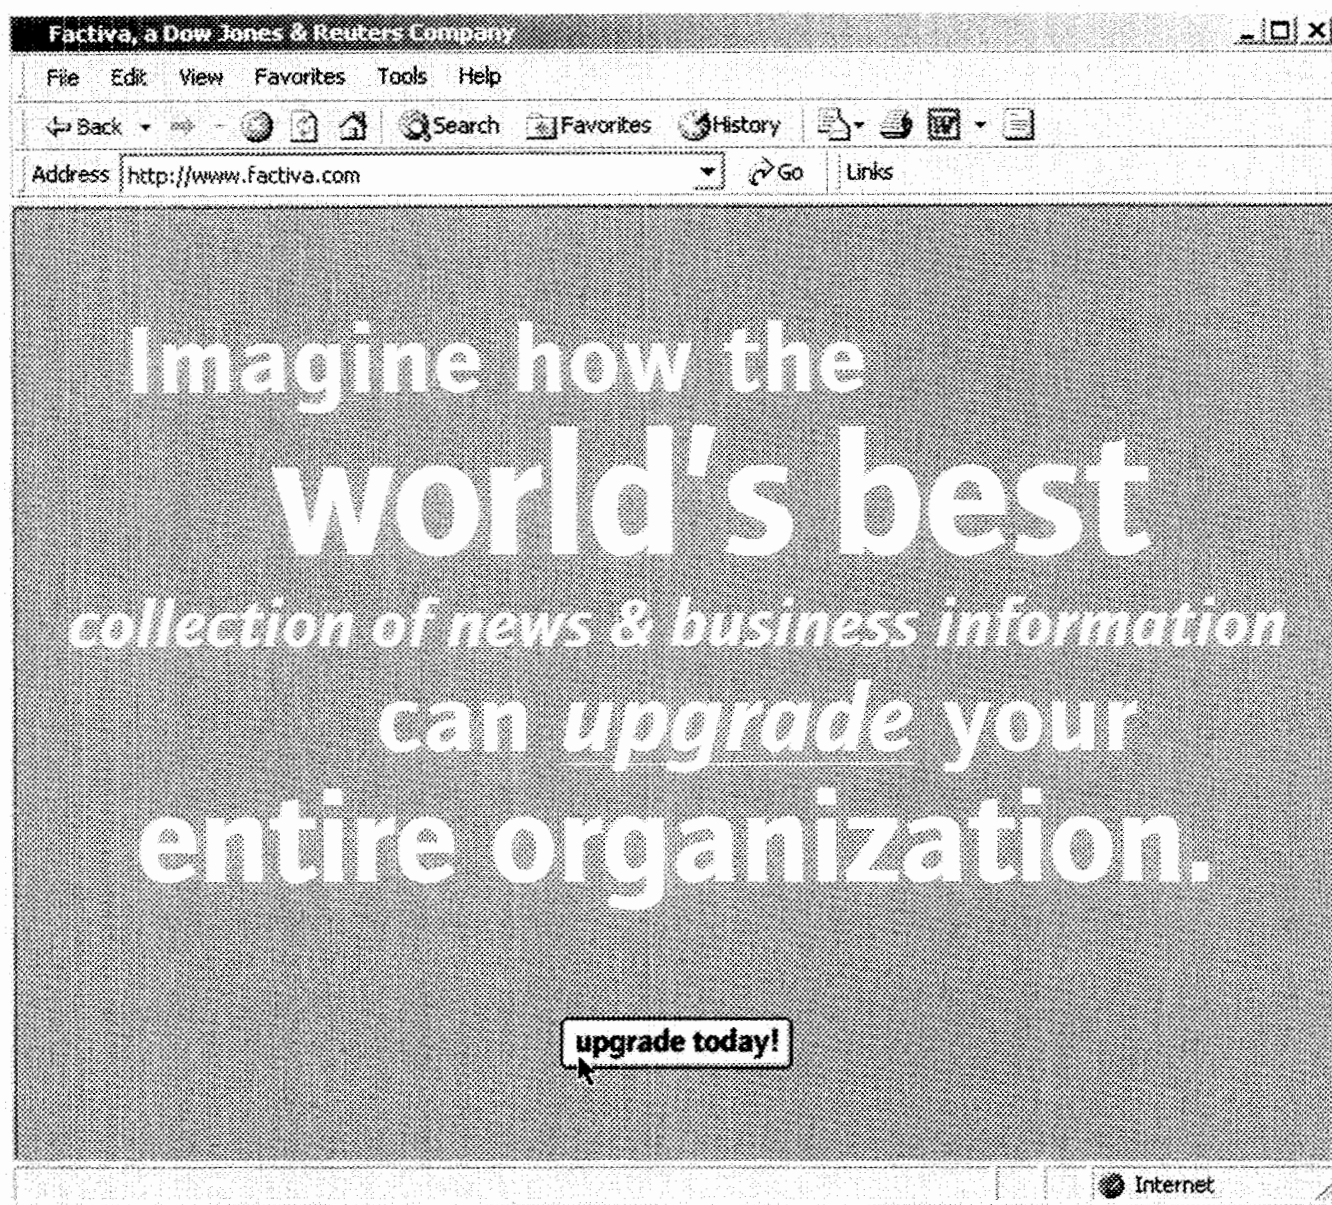 Factiva, a Dow Jones & Reuters Company
File Edit View Favorites Tools Help
Back Search Favorites History
Address http://www.factiva.com Go Links
Imagine how the
world's best
collection of news & business information
can upgrade your
entire organization.
upgrade today!
Internet